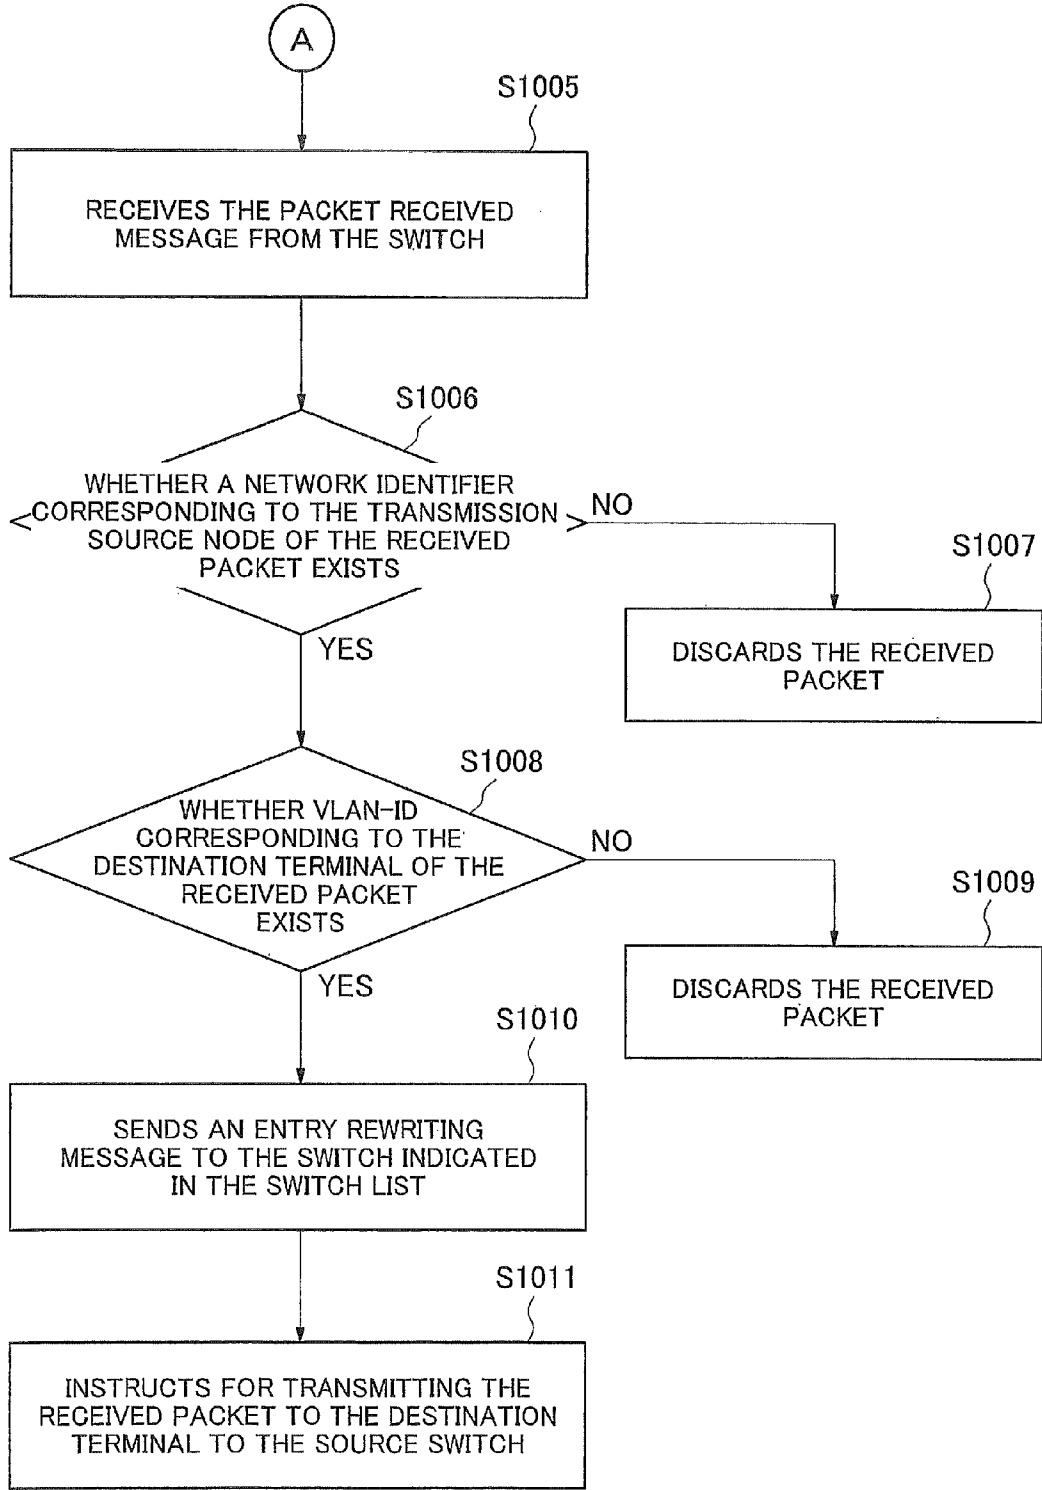 A
S1005
RECEIVES THE PACKET RECEIVED
MESSAGE FROM THE SWITCH
S1006
WHETHER A NETWORK IDENTIFIER
CORRESPONDING TO THE TRANSMISSION
SOURCE NODE OF THE RECEIVED
PACKET EXISTS
NO
S1007
DISCARDS THE RECEIVED
PACKET
YES
S1008
WHETHER VLAN-ID
CORRESPONDING TO THE
DESTINATION TERMINAL OF THE
RECEIVED PACKET
EXISTS
NO
S1009
DISCARDS THE RECEIVED
PACKET
YES
S1010
SENDS AN ENTRY REWRITING
MESSAGE TO THE SWITCH INDICATED
IN THE SWITCH LIST
S1011
INSTRUCTS FOR TRANSMITTING THE
RECEIVED PACKET TO THE DESTINATION
TERMINAL TO THE SOURCE SWITCH